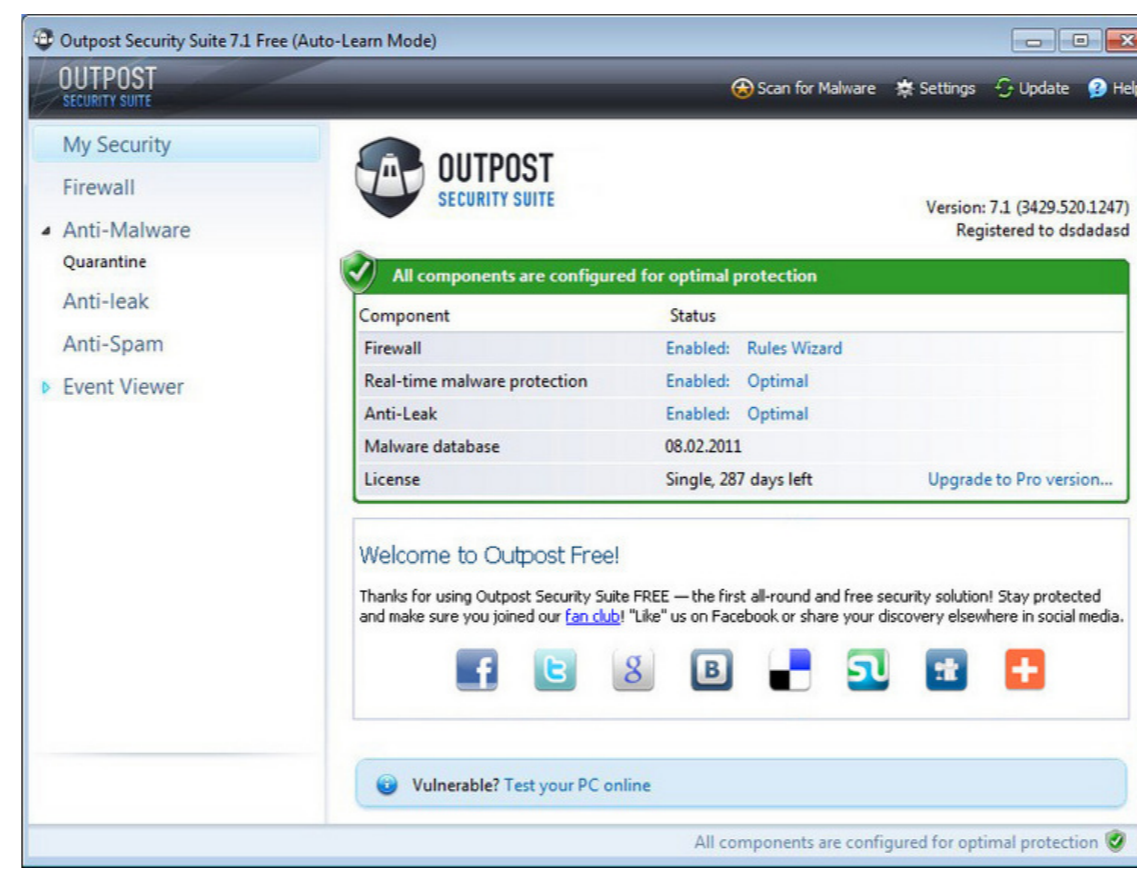 Outpost Security Suite 7.1 Free (Auto-Learn Mode)
OUTPOST
SECURITY SUITE
Scan for Malware Settings Update Help
My Security
Firewall
Anti-Malware
Quarantine
Anti-leak
Anti-Spam
Event Viewer
OUTPOST
SECURITY SUITE
Version: 7.1 (3429.520.1247)
Registered to dsdadasd
All components are configured for optimal protection
Component Status
Firewall Enabled: Rules Wizard
Real-time malware protection Enabled: Optimal
Anti-Leak Enabled: Optimal
Malware database 08.02.2011
License Single, 287 days left Upgrade to Pro version...
Welcome to Outpost Free!
Thanks for using Outpost Security Suite FREE — the first all-round and free security solution! Stay protected
and make sure you joined our fan club! "Like" us on Facebook or share your discovery elsewhere in social media.
Vulnerable? Test your PC online
All components are configured for optimal protection